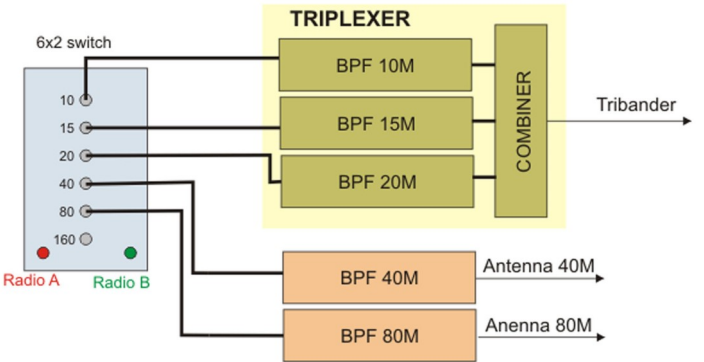 TRIPLEXER
6x2 switch
BPF 10M
10
15
BPF 15M
COMBINER
Tribander
20
BPF 20M
40
80
160
Radio A
Radio B
BPF 40M
Antenna 40M
BPF 80M
Anenna 80M